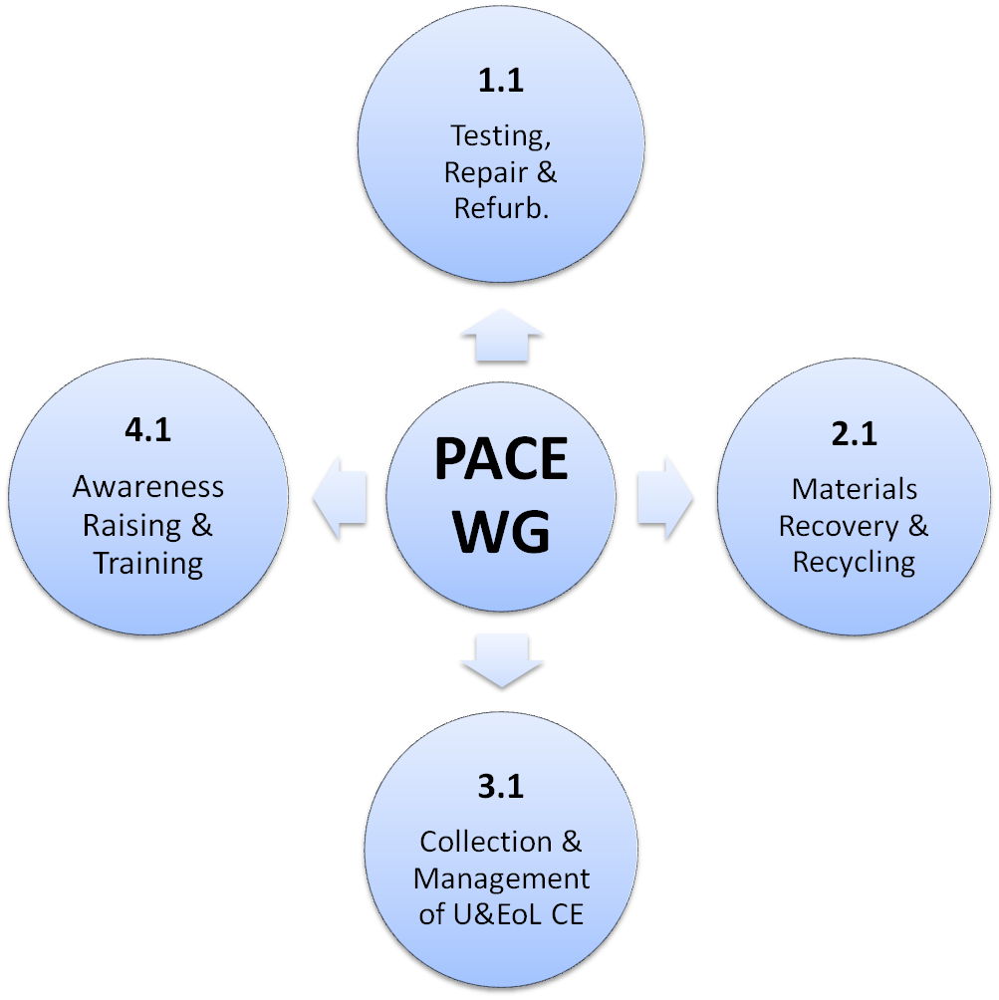 1.1
Testing,
Repair &
Refurb.
4.1
Awareness
Raising &
Training
PACE
WG
2.1
Materials
Recovery &
Recycling
3.1
Collection &
Management
of U&EoL CE